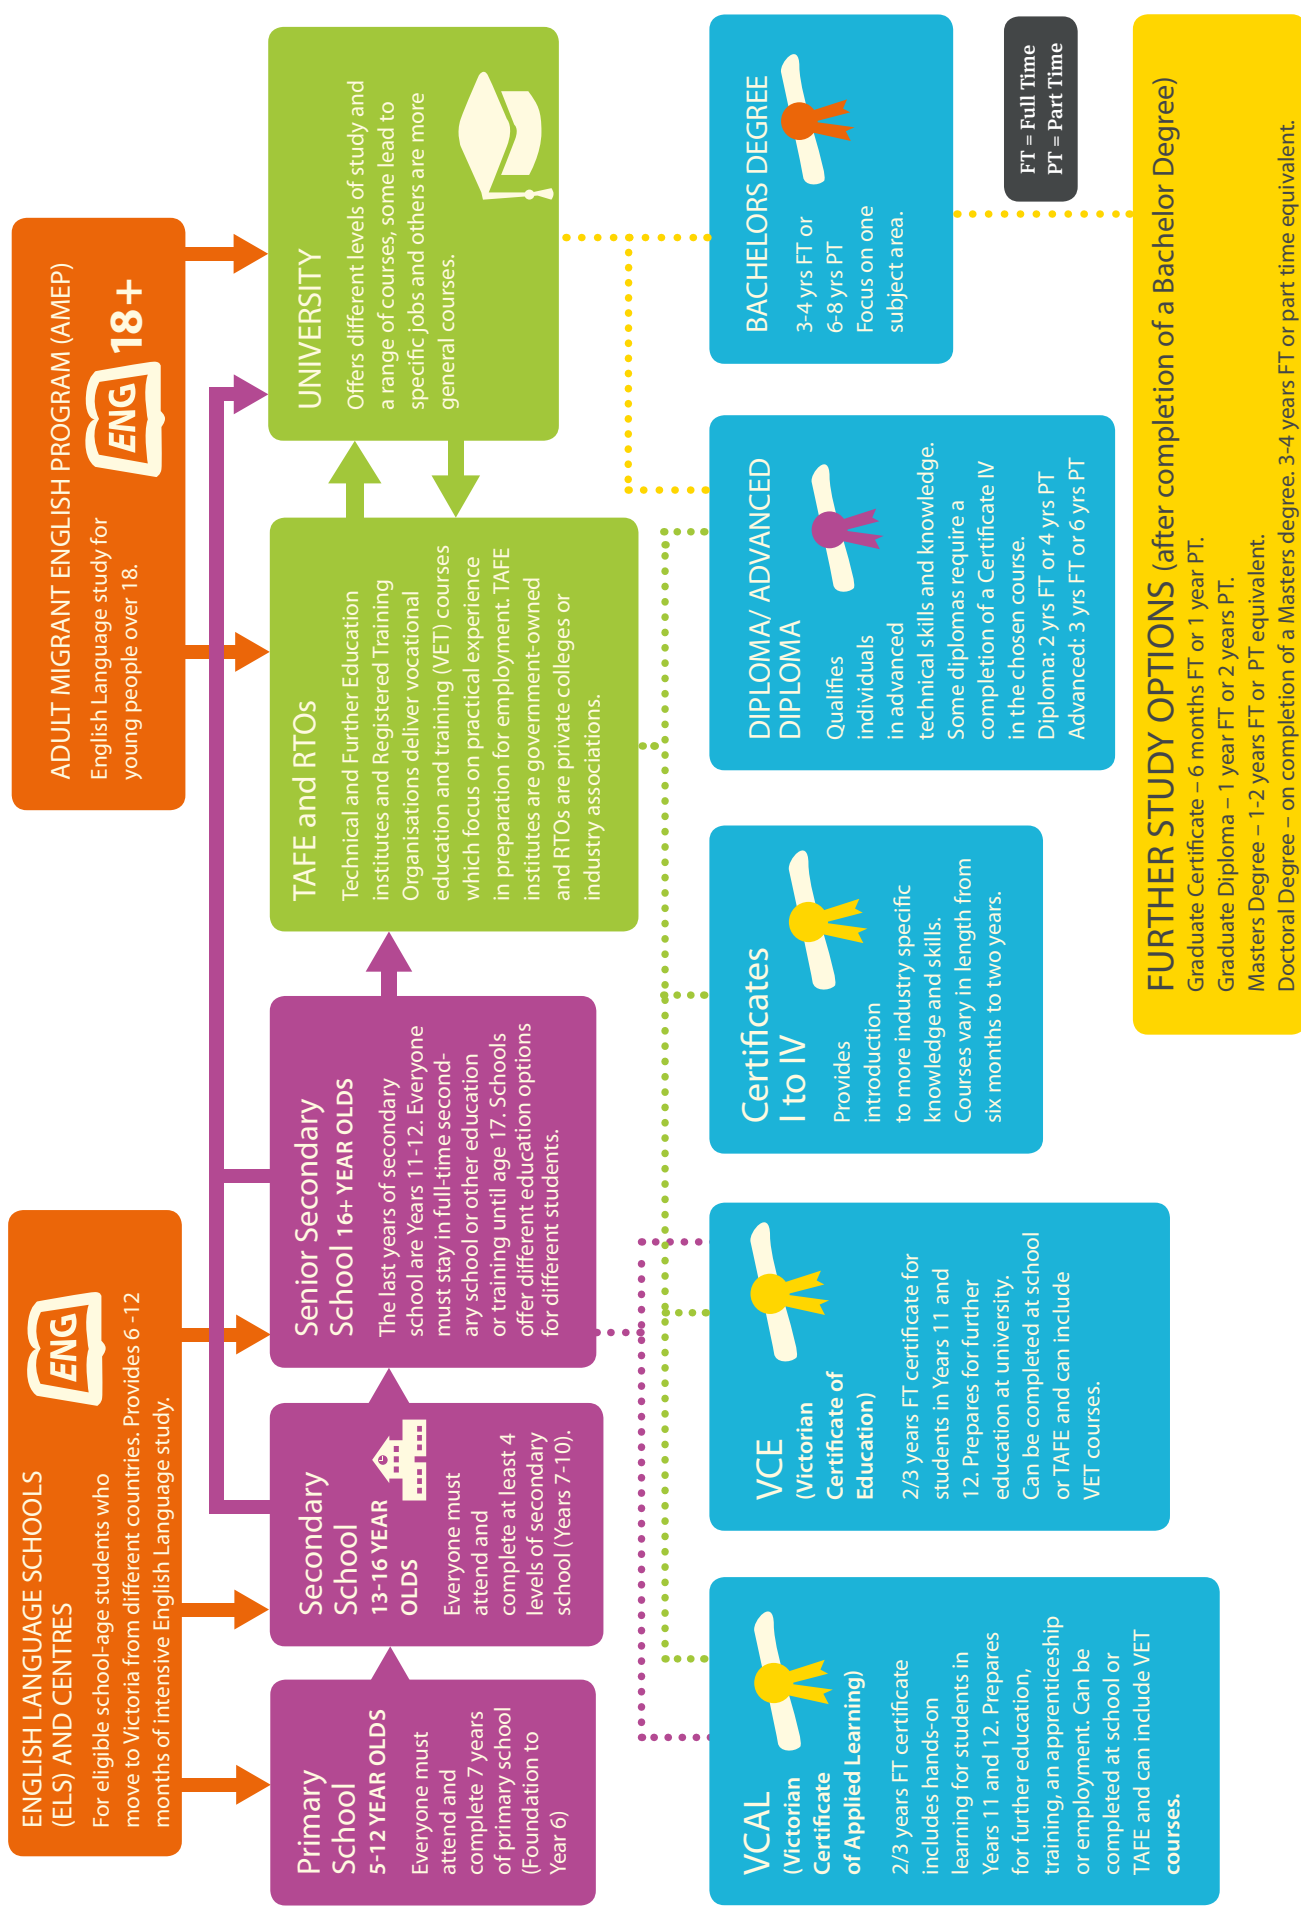 ENGLISH LANGUAGE SCHOOLS
(ELS) AND CENTRES
For eligible school-age students who
move to Victoria from different countries. Provides 6 -12
months of intensive English Language study.
ENG
ADULT MIGRANT ENGLISH PROGRAM (AMEP)
English Language study for
young people over 18.
ENG
18+
Primary
School
5-12 YEAR OLDS
Everyone must
attend and
complete 7 years
of primary school
(Foundation to
Year 6)
Secondary
School
13-16 YEAR
OLDS
Everyone must
attend and
complete at least 4
levels of secondary
school (Years 7-10).
Senior Secondary
School 16+ YEAR OLDS
The last years of secondary
school are Years 11-12. Everyone
must stay in full-time second-
ary school or other education
or training until age 17. Schools
offer different education options
for different students.
TAFE and RTOs
Technical and Further Education
institutes and Registered Training
Organisations deliver vocational
education and training (VET) courses
which focus on practical experience
in preparation for employment. TAFE
institutes are government-owned
and RTOs are private colleges or
industry associations.
UNIVERSITY
Offers different levels of study and
a range of courses, some lead to
specific jobs and others are more
general courses.
VCAL
(Victorian
Certificate
of Applied Learning)
2/3 years FT certificate
includes hands-on
learning for students in
Years 11 and 12. Prepares
for further education,
training, an apprenticeship
or employment. Can be
completed at school or
TAFE and can include VET
courses.
VCE
(Victorian
Certificate of
Education)
2/3 years FT certificate for
students in Years 11 and
12. Prepares for further
education at university.
Can be completed at school
or TAFE and can include
VET courses.
Certificates
I to IV
Provides
introduction
to more industry specific
knowledge and skills.
Courses vary in length from
six months to two years.
DIPLOMA/ ADVANCED
DIPLOMA
Qualifies
individuals
in advanced
technical skills and knowledge.
Some diplomas require a
completion of a Certificate IV
in the chosen course.
Diploma: 2 yrs FT or 4 yrs PT
Advanced: 3 yrs FT or 6 yrs PT
BACHELORS DEGREE
3-4 yrs FT or
6-8 yrs PT
Focus on one
subject area.
FT = Full Time
PT = Part Time
FURTHER STUDY OPTIONS (after completion of a Bachelor Degree)
Graduate Certificate – 6 months FT or 1 year PT.
Graduate Diploma – 1 year FT or 2 years PT.
Masters Degree – 1-2 years FT or PT equivalent.
Doctoral Degree – on completion of a Masters degree. 3-4 years FT or part time equivalent.